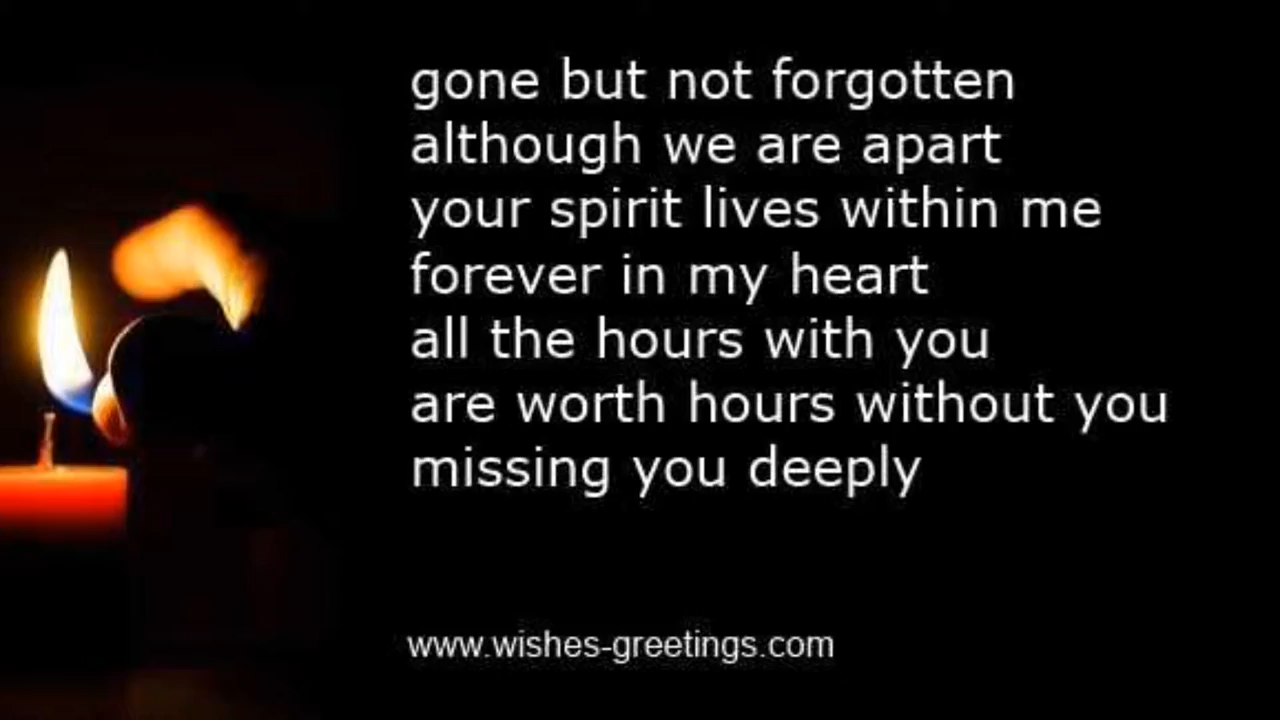 gone but not forgotten
although we are apart
your spirit lives within me
forever in my heart
all the hours with you
are worth hours without you
missing you deeply
www.wishes-greetings.com